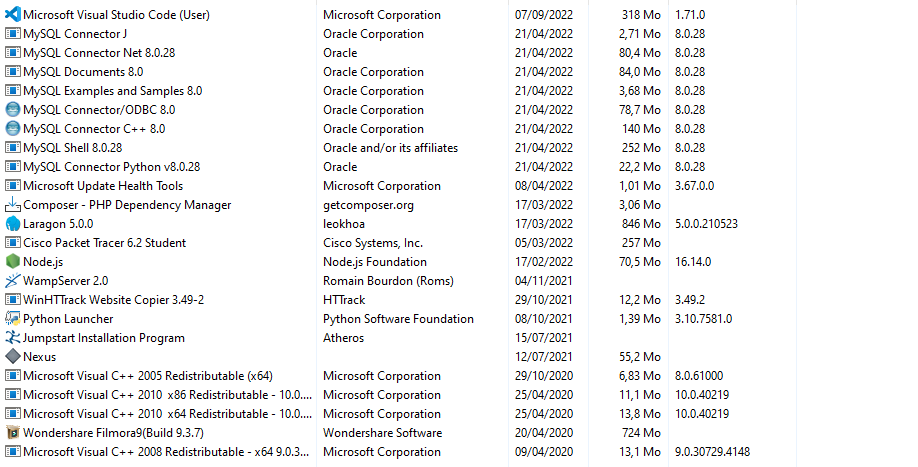 Microsoft Visual Studio Code (User) Microsoft Corporation 07/09/2022 318 Mo 1.71.0
MySQL Connector J Oracle Corporation 21/04/2022 2,71 Mo 8.0.28
MySQL Connector Net 8.0.28 Oracle 21/04/2022 80,4 Mo 8.0.28
MySQL Documents 8.0 Oracle Corporation 21/04/2022 84,0 Mo 8.0.28
MySQL Examples and Samples 8.0 Oracle Corporation 21/04/2022 3,68 Mo 8.0.28
MySQL Connector/ODBC 8.0 Oracle Corporation 21/04/2022 78,7 Mo 8.0.28
MySQL Connector C++ 8.0 Oracle Corporation 21/04/2022 140 Mo 8.0.28
MySQL Shell 8.0.28 Oracle and/or its affiliates 21/04/2022 252 Mo 8.0.28
MySQL Connector Python v8.0.28 Oracle 21/04/2022 22,2 Mo 8.0.28
Microsoft Update Health Tools Microsoft Corporation 08/04/2022 1,01 Mo 3.67.0.0
Composer - PHP Dependency Manager getcomposer.org 17/03/2022 3,06 Mo
Laragon 5.0.0 leokhoa 17/03/2022 846 Mo 5.0.0.210523
Cisco Packet Tracer 6.2 Student Cisco Systems, Inc. 05/03/2022 257 Mo
Node.js Node.js Foundation 17/02/2022 70,5 Mo 16.14.0
WampServer 2.0 Romain Bourdon (Roms) 04/11/2021
WinHTTrack Website Copier 3.49-2 HTTrack 29/10/2021 12,2 Mo 3.49.2
Python Launcher Python Software Foundation 08/10/2021 1,39 Mo 3.10.7581.0
Jumpstart Installation Program Atheros 15/07/2021
Nexus 12/07/2021 55,2 Mo
Microsoft Visual C++ 2005 Redistributable (x64) Microsoft Corporation 29/10/2020 6,83 Mo 8.0.61000
Microsoft Visual C++ 2010 x86 Redistributable - 10.0.... Microsoft Corporation 25/04/2020 11,1 Mo 10.0.40219
Microsoft Visual C++ 2010 x64 Redistributable - 10.0.... Microsoft Corporation 25/04/2020 13,8 Mo 10.0.40219
Wondershare Filmora9(Build 9.3.7) Wondershare Software 20/04/2020 724 Mo
Microsoft Visual C++ 2008 Redistributable - x64 9.0.3... Microsoft Corporation 09/04/2020 13,1 Mo 9.0.30729.4148